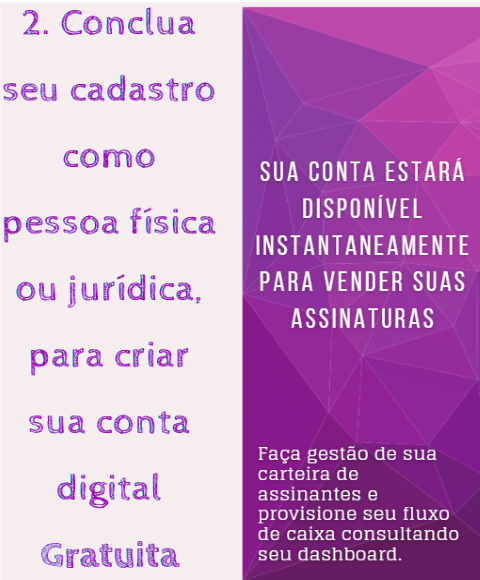 2. Conclua
seu cadastro
como
pessoa física
ou jurídica,
para criar
sua conta
digital
Gratuita
SUA CONTA ESTARÁ
DISPONÍVEL
INSTANTANEAMENTE
PARA VENDER SUAS
ASSINATURAS
Faça gestão de sua
carteira de
assinantes e
provisione seu fluxo
de caixa consultando
seu dashboard.